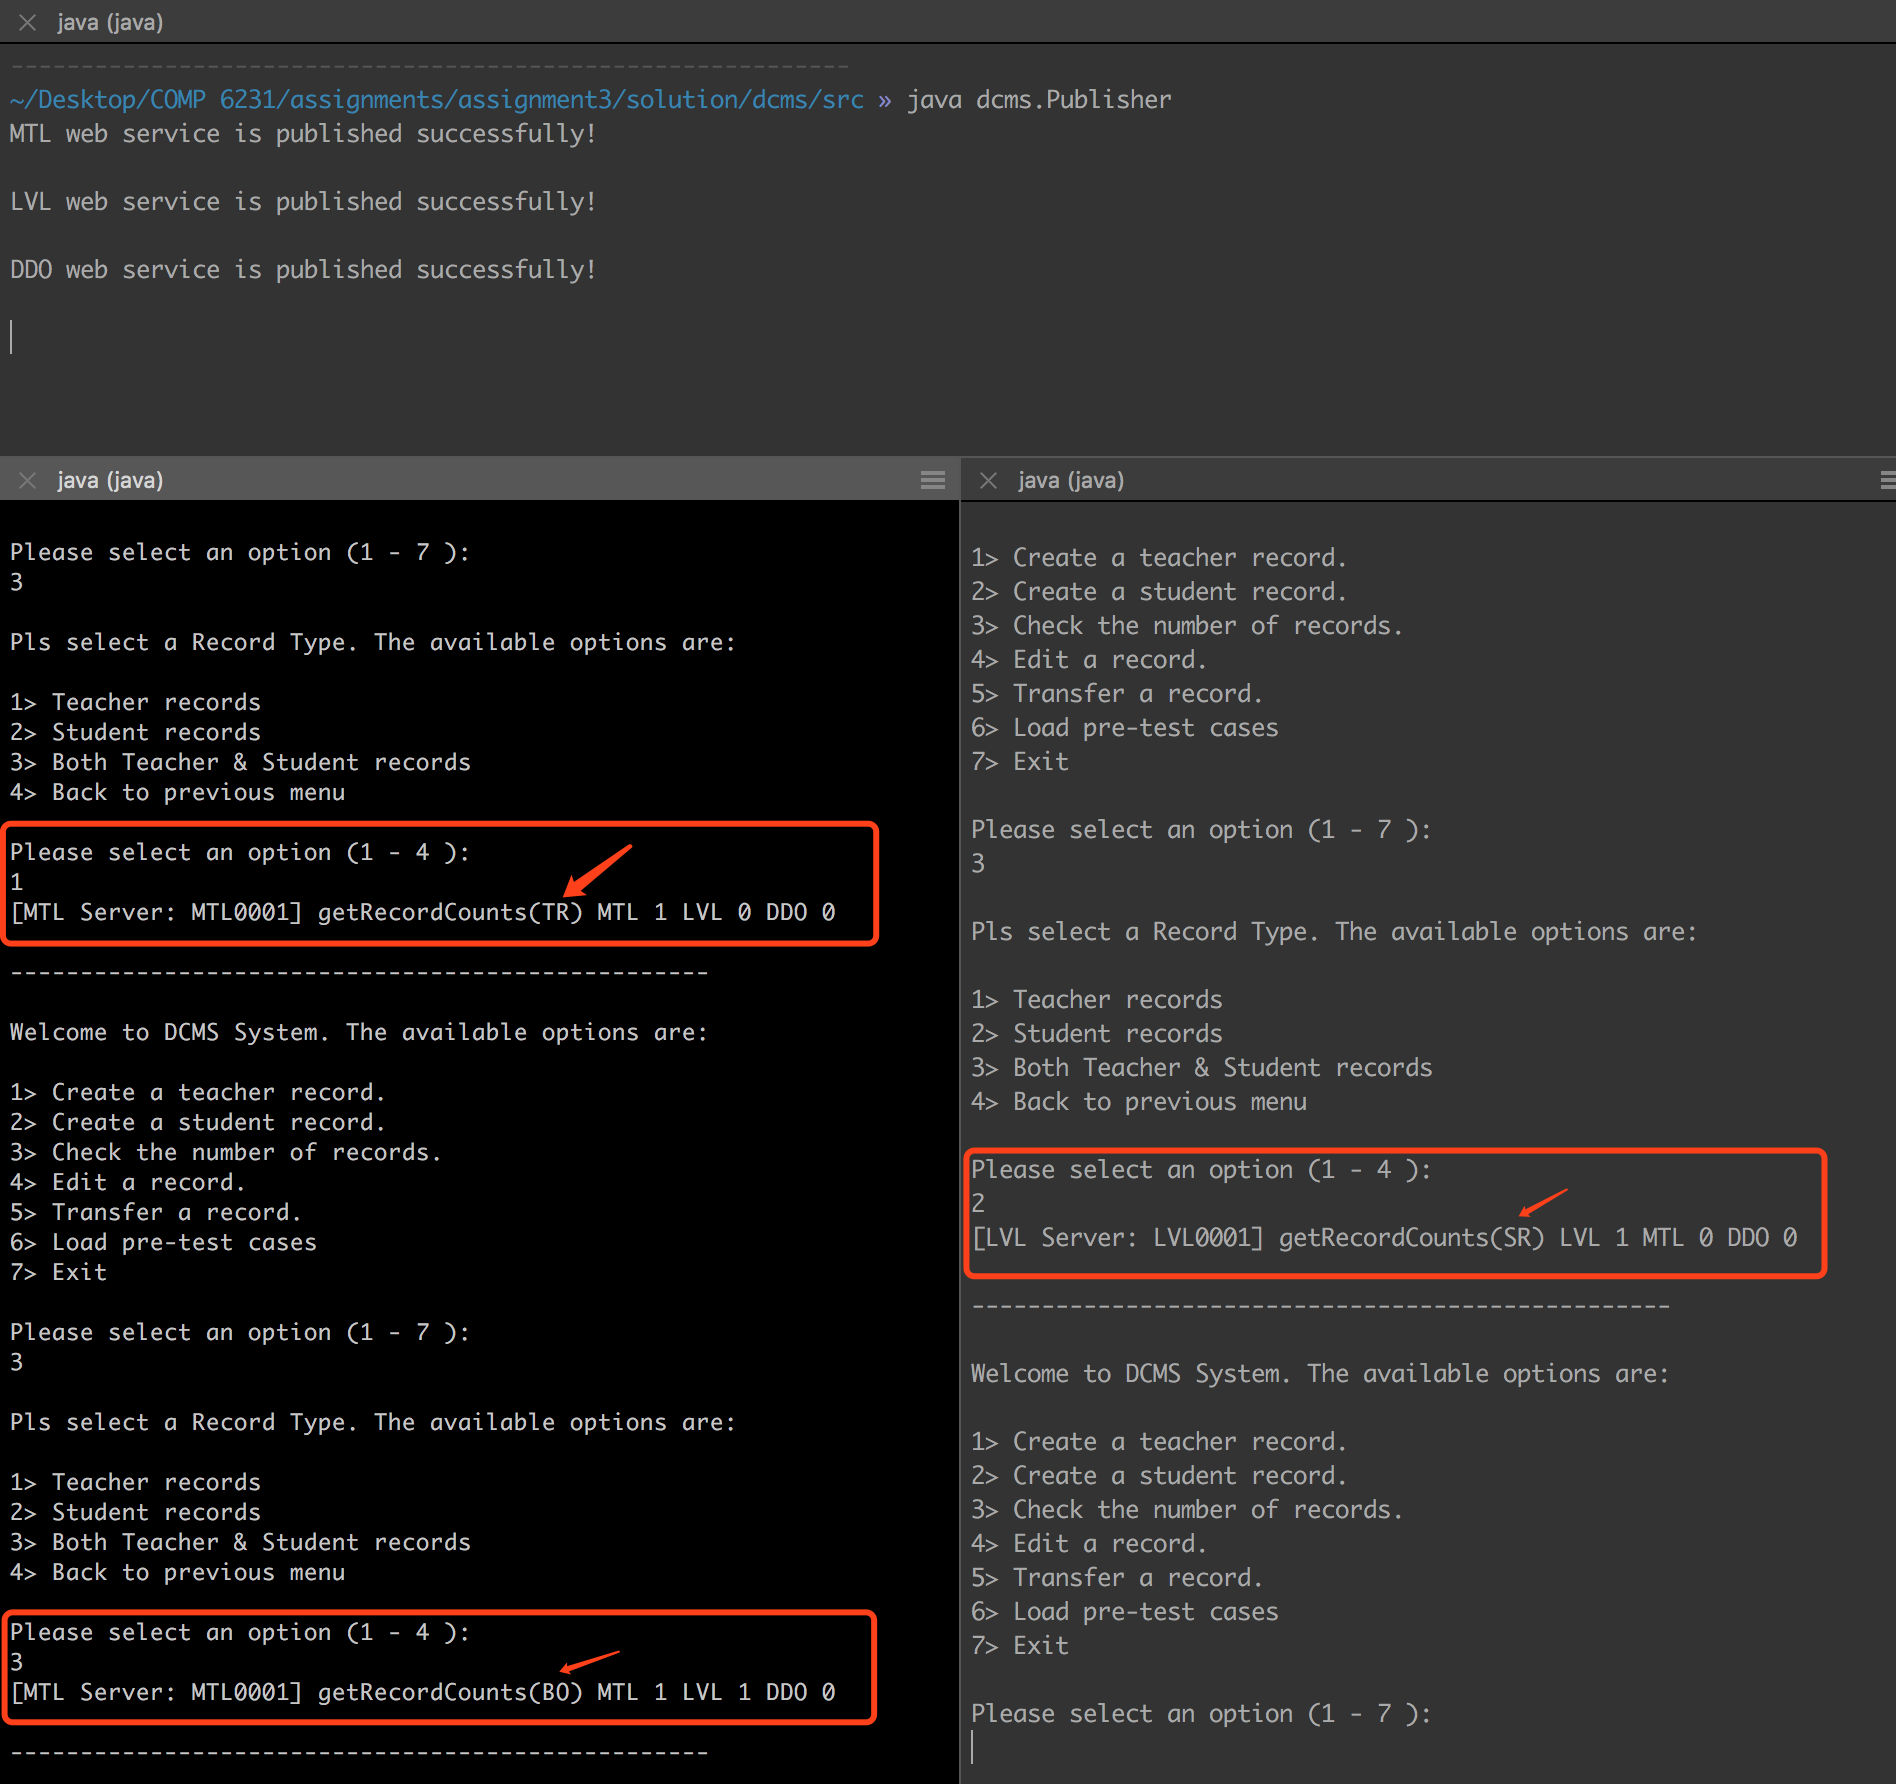 java (java)
------------------------------------------------------------
~/Desktop/COMP 6231/assignments/assignment3/solution/dcms/src » java dcms.Publisher
MTL web service is published successfully!
LVL web service is published successfully!
DDO web service is published successfully!
java (java)
Please select an option (1 - 7 ):
3
Pls select a Record Type. The available options are:
1> Teacher records
2> Student records
3> Both Teacher & Student records
4> Back to previous menu
Please select an option (1 - 4 ):
1
[MTL Server: MTL0001] getRecordCounts(TR) MTL 1 LVL 0 DDO 0
--------------------------------------------------
Welcome to DCMS System. The available options are:
1> Create a teacher record.
2> Create a student record.
3> Check the number of records.
4> Edit a record.
5> Transfer a record.
6> Load pre-test cases
7> Exit
Please select an option (1 - 7 ):
3
Pls select a Record Type. The available options are:
1> Teacher records
2> Student records
3> Both Teacher & Student records
4> Back to previous menu
Please select an option (1 - 4 ):
3
[MTL Server: MTL0001] getRecordCounts(BO) MTL 1 LVL 1 DDO 0
--------------------------------------------------
java (java)
1> Create a teacher record.
2> Create a student record.
3> Check the number of records.
4> Edit a record.
5> Transfer a record.
6> Load pre-test cases
7> Exit
Please select an option (1 - 7 ):
3
Pls select a Record Type. The available options are:
1> Teacher records
2> Student records
3> Both Teacher & Student records
4> Back to previous menu
Please select an option (1 - 4 ):
2
[LVL Server: LVL0001] getRecordCounts(SR) LVL 1 MTL 0 DDO 0
--------------------------------------------------
Welcome to DCMS System. The available options are:
1> Create a teacher record.
2> Create a student record.
3> Check the number of records.
4> Edit a record.
5> Transfer a record.
6> Load pre-test cases
7> Exit
Please select an option (1 - 7 ):